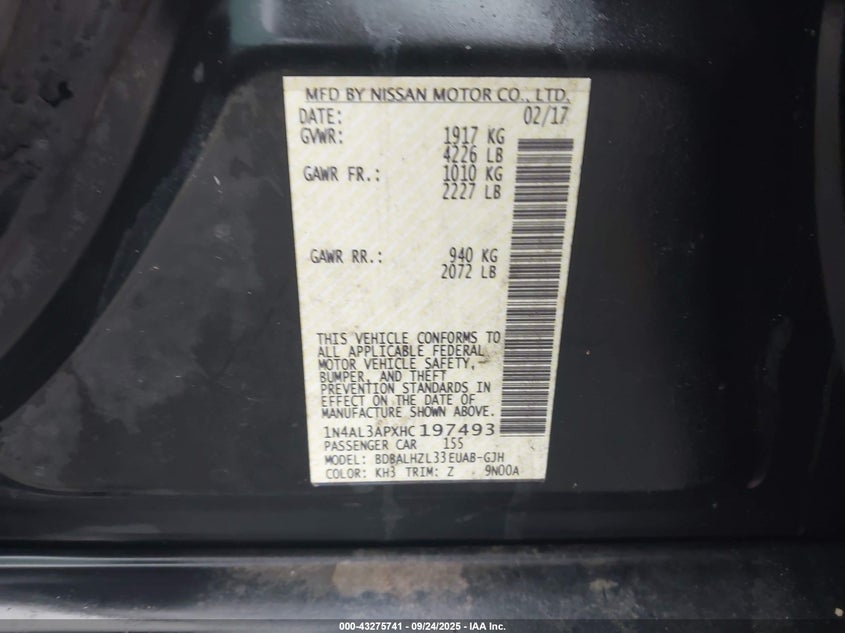 MFD BY NISSAN MOTOR CO., LTD.
DATE: 02/17
GVWR: 1917 KG
4226 LB
GAWR FR.: 1010 KG
2227 LB
GAWR RR.: 940 KG
2072 LB
THIS VEHICLE CONFORMS TO
ALL APPLICABLE FEDERAL
MOTOR VEHICLE SAFETY,
BUMPER, AND THEFT
PREVENTION STANDARDS IN
EFFECT ON THE DATE OF
MANUFACTURE SHOWN ABOVE.
1N4AL3APXHC197493
PASSENGER CAR 155
MODEL: BDBALHZL33EUAB-GJH
COLOR: KH3 TRIM: Z 9N00A
000-43275741 - 09/24/2025 - IAA Inc.